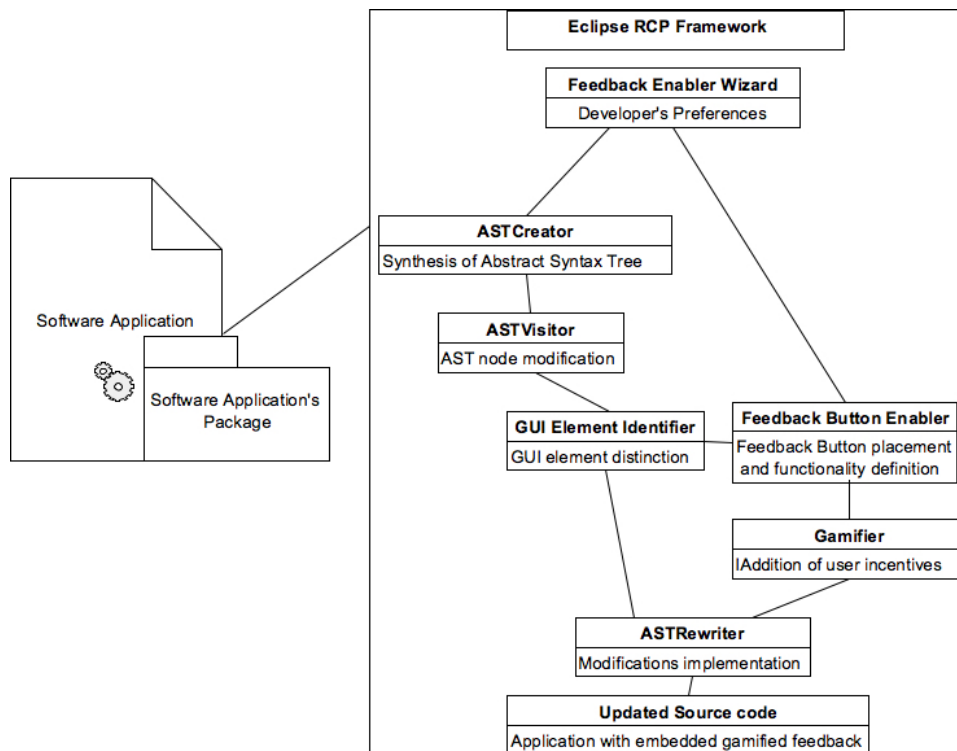 Eclipse RCP Framework
Feedback Enabler Wizard
Developer's Preferences
ASTCreator
Synthesis of Abstract Syntax Tree
Software Application
Software Application's
Package
ASTVisitor
AST node modification
GUI Element Identifier
GUI element distinction
Feedback Button Enabler
Feedback Button placement
and functionality definition
Gamifier
IAddition of user incentives
ASTRewriter
Modifications implementation
Updated Source code
Application with embedded gamified feedback